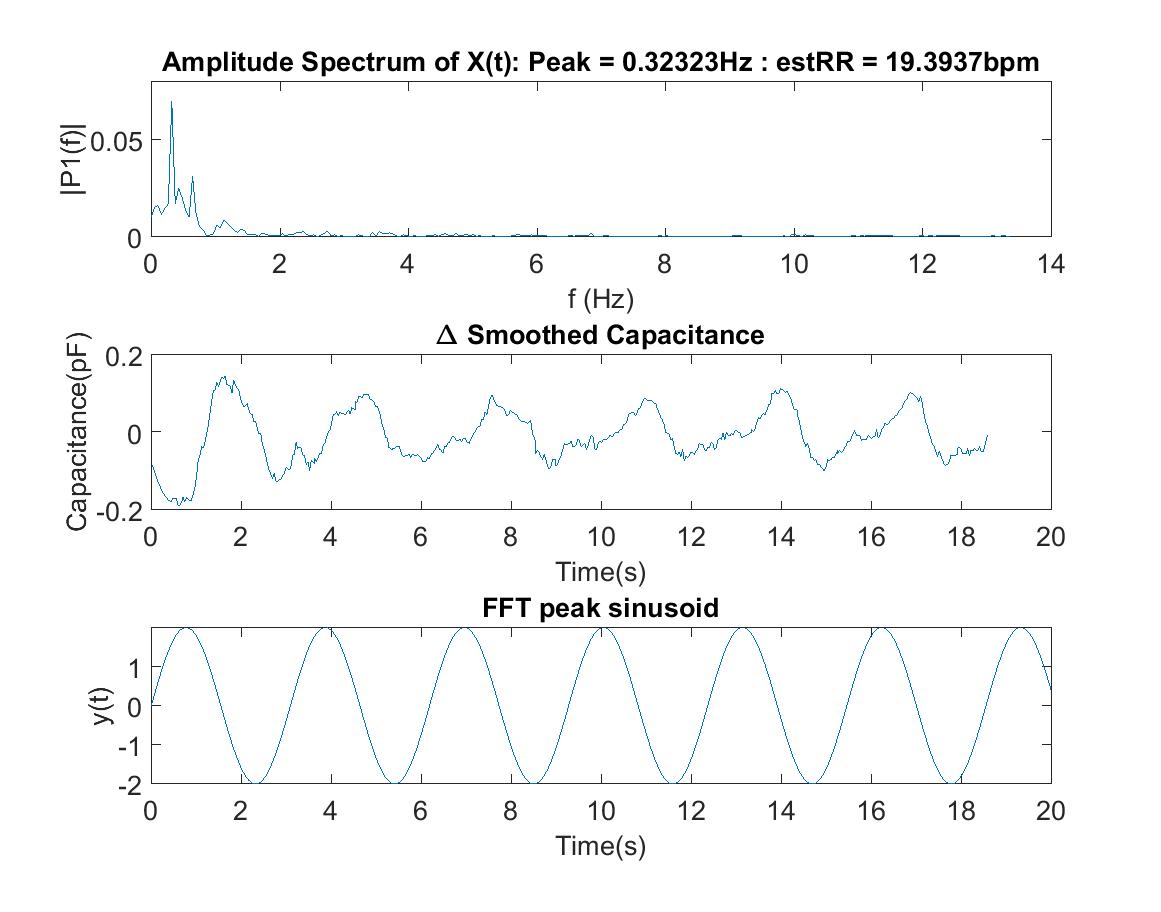 Amplitude Spectrum of X(t): Peak = 0.32323Hz : estRR = 19.3937bpm
|P1(f)|
0.05
0
0 2 4 6 8 10 12 14
f (Hz)
Δ Smoothed Capacitance
Capacitance(pF)
0.2
0
-0.2
0 2 4 6 8 10 12 14 16 18 20
Time(s)
FFT peak sinusoid
y(t)
1
0
-1
-2
0 2 4 6 8 10 12 14 16 18 20
Time(s)